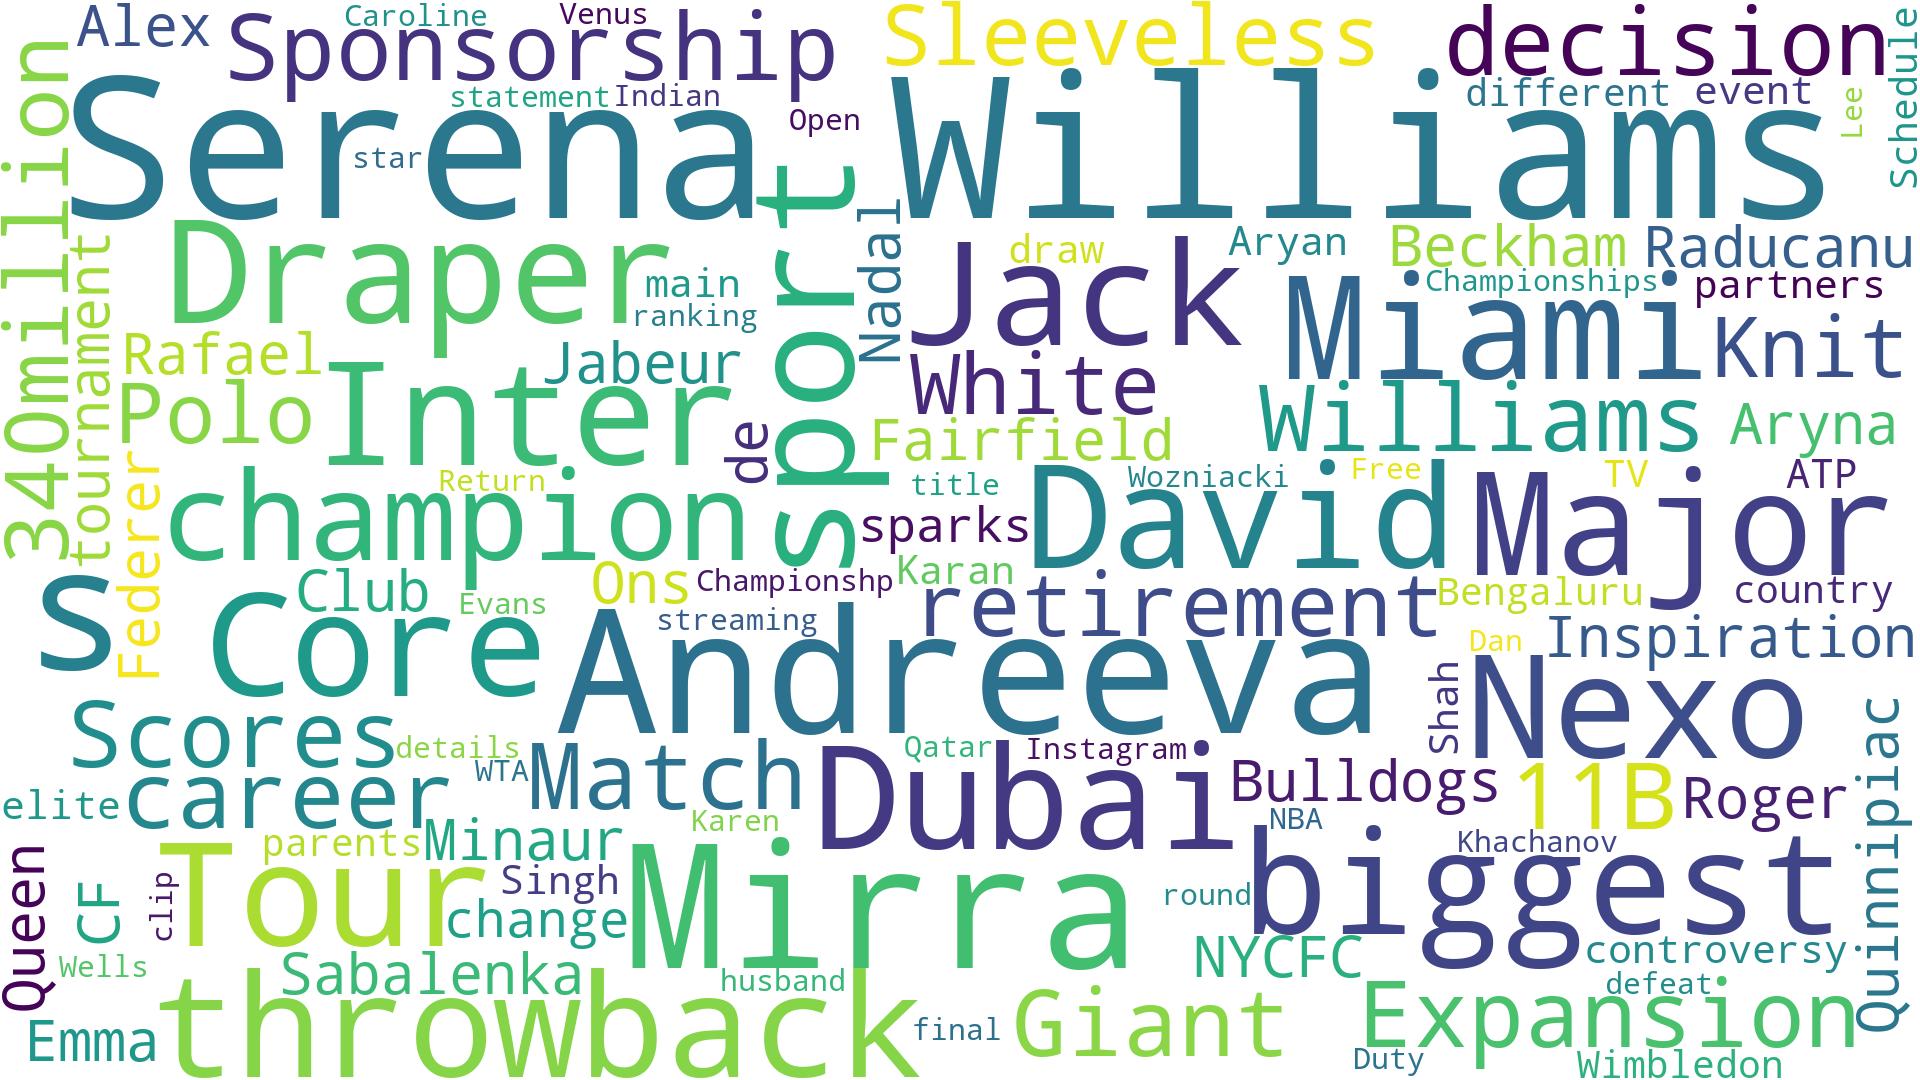 Alex
Sponsorship
Caroline
Venus
Sleeveless
decision
Schedule
340million
Serena
statement
Indian
Open
star
Williams
different
event
Lee
tournament
Draper
main
ranking
sport
Nadal
Jack
draw
Aryan
Beckham
Raducanu
Miami
Championships
partners
Knit
Rafael
Jabeur
Polo
Inter
de
White
Fairfield
Williams
Aryna
Federer
champion
Return
title
Wozniacki
Free
TV
ATP
sparks
David
Major
s
Club
Core
Evans
Ons
Championshp
Karan
streaming
retirement
Bengaluru
country
Andreeva
Dan
Inspiration
Shah
Nexo
Scores
details
career
WTA
Match
Dubai
Qatar
Instagram
Bulldogs
11B
Roger
Quinnipiac
elite
parents
Minaur
Karen
NBA
Khachanov
biggest
Queen
CF
clip
Tour
Singh
change
Mirra
round
NYCFC
controversy
Wells
Sabalenka
husband
defeat
Emma
throwback
final
Giant
Expansion
Duty
Wimbledon